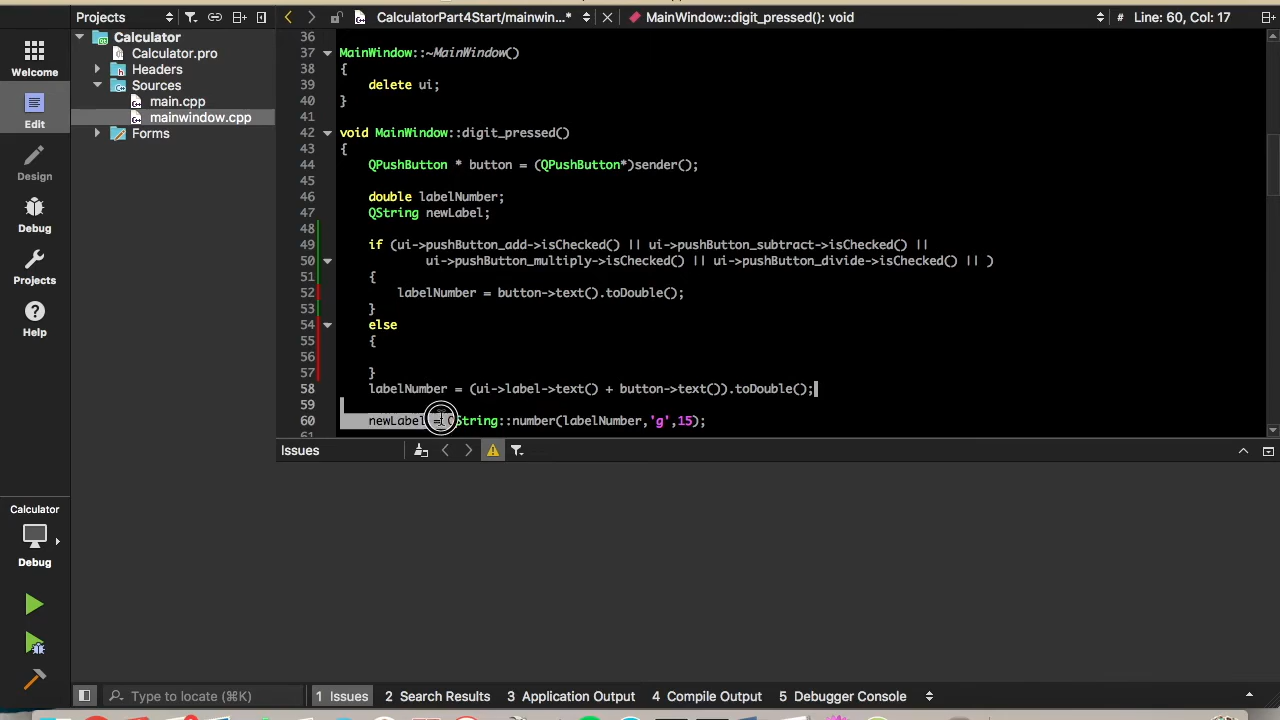 Projects
CalculatorPart4Start/mainwin...*
MainWindow::digit_pressed(): void
# Line: 60, Col: 17
Welcome
Edit
Design
Debug
Projects
Help
Calculator
Debug
Calculator
Calculator.pro
Headers
Sources
main.cpp
mainwindow.cpp
Forms
36
37 MainWindow::~MainWindow()
38 {
39 delete ui;
40 }
41
42 void MainWindow::digit_pressed()
43 {
44 QPushButton * button = (QPushButton*)sender();
45
46 double labelNumber;
47 QString newLabel;
48
49 if (ui->pushButton_add->isChecked() || ui->pushButton_subtract->isChecked() ||
50 ui->pushButton_multiply->isChecked() || ui->pushButton_divide->isChecked() || )
51 {
52 labelNumber = button->text().toDouble();
53 }
54 else
55 {
56
57 }
58 labelNumber = (ui->label->text() + button->text()).toDouble();
59
60 newLabel = QString::number(labelNumber,'g',15);
61
Issues
Type to locate (⌘K)
1 Issues
2 Search Results
3 Application Output
4 Compile Output
5 Debugger Console